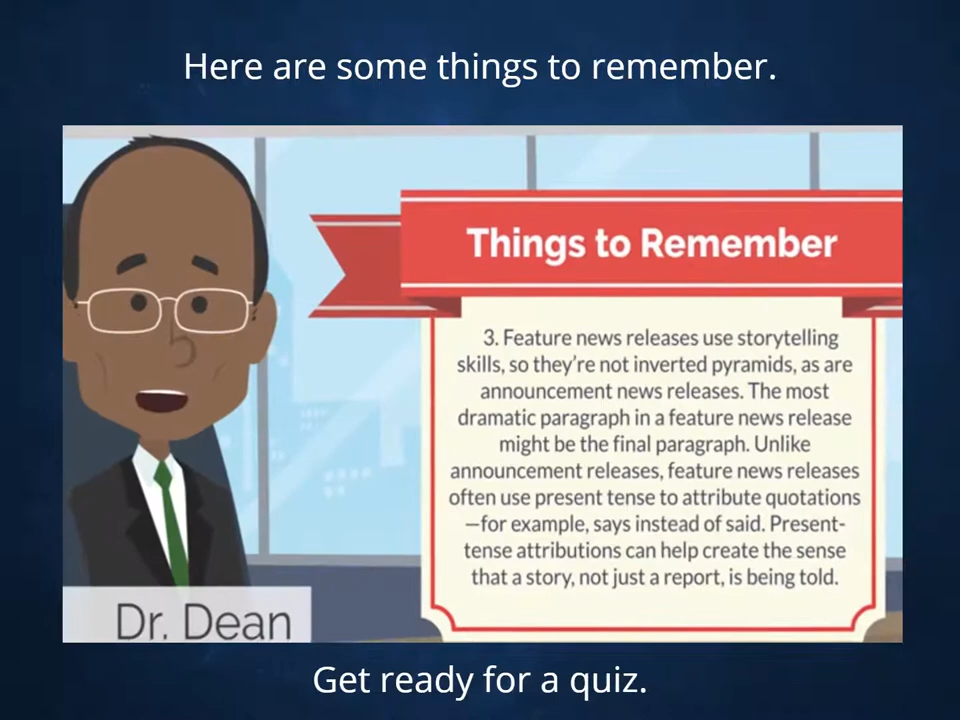 Here are some things to remember.
Things to Remember
3. Feature news releases use storytelling
skills, so they're not inverted pyramids, as are
announcement news releases. The most
dramatic paragraph in a feature news release
might be the final paragraph. Unlike
announcement releases, feature news releases
often use present tense to attribute quotations
—for example, says instead of said. Present-
tense attributions can help create the sense
that a story, not just a report, is being told.
Dr. Dean
Get ready for a quiz.